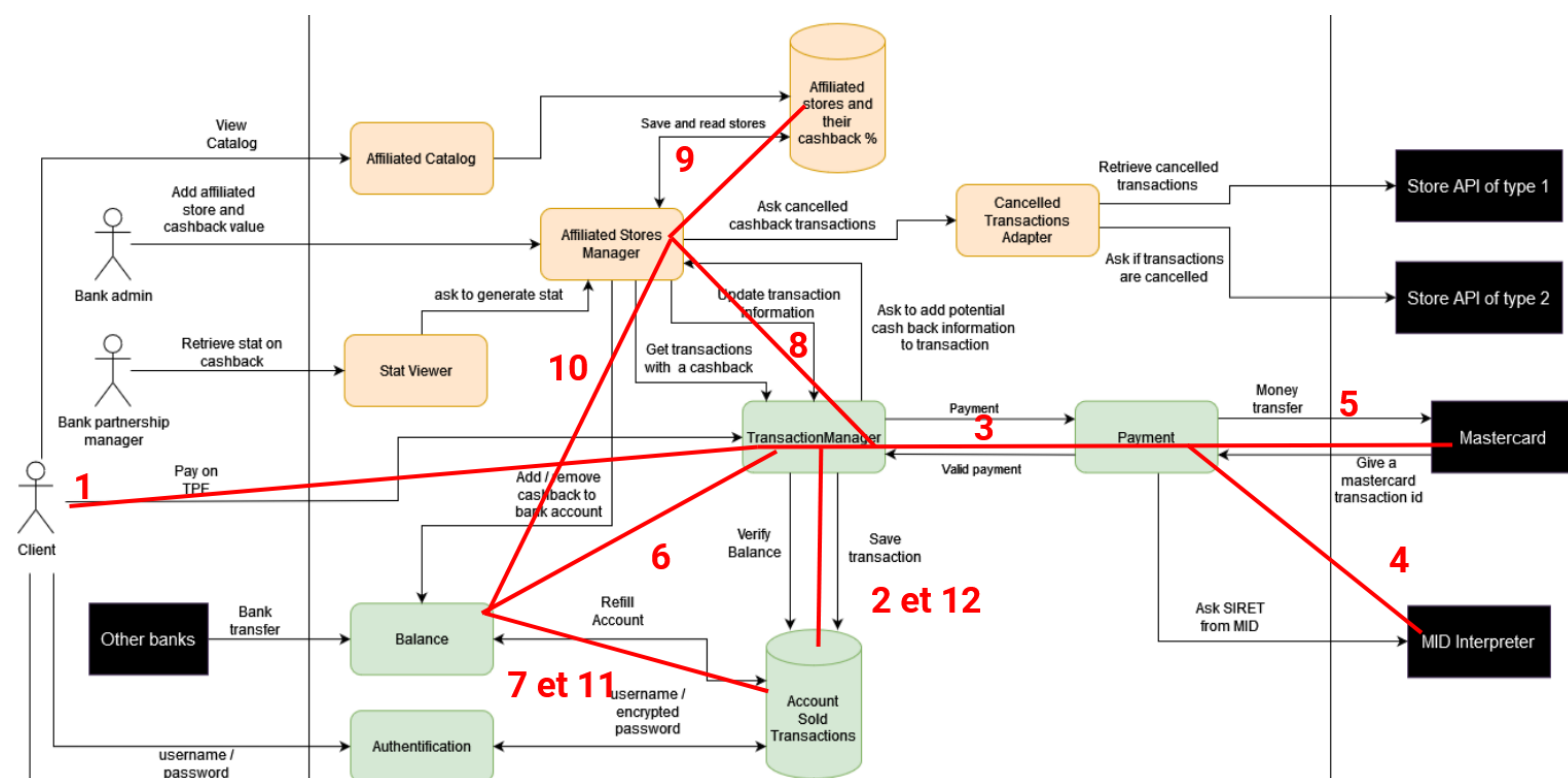 View
Catalog
Affiliated Catalog
Save and read stores
Affiliated
stores and
their
cashback %
9
Add affiliated
store and
cashback value
Bank admin
Affiliated Stores
Manager
Ask cancelled
cashback transactions
Cancelled
Transactions
Adapter
Retrieve cancelled
transactions
Store API of type 1
Ask if transactions
are cancelled
Store API of type 2
ask to generate stat
Update transaction
information
Ask to add potential
cash back information
to transaction
Retrieve stat on
cashback
Bank partnership
manager
Stat Viewer
10
Get transactions
with a cashback
8
TransactionManager
Payment
3
Valid payment
Payment
Money
transfer
5
Mastercard
Give a
mastercard
transaction id
1
Pay on
TPE
Client
Add / remove
cashback to
bank account
6
Verify
Balance
Save
transaction
2 et 12
4
Ask SIRET
from MID
MID Interpreter
Other banks
Bank
transfer
Balance
Refill
Account
7 et 11
username /
encrypted
password
Account
Sold
Transactions
Authentification
username /
password